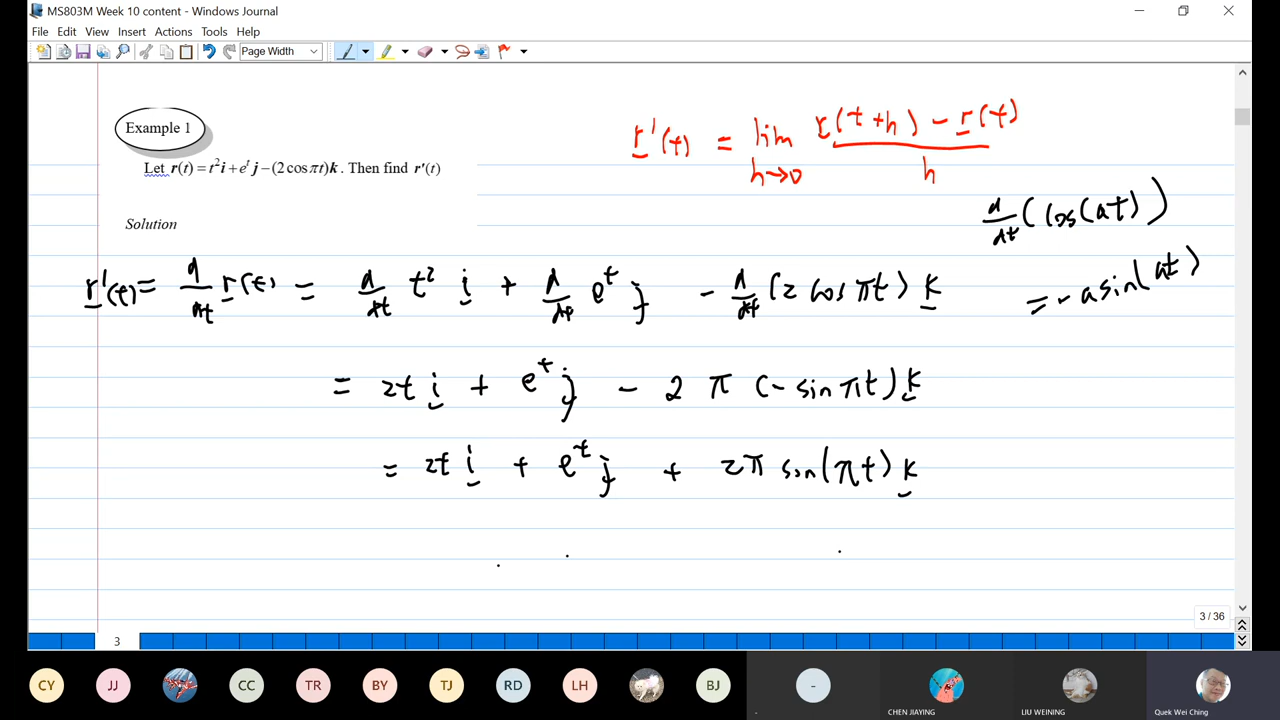 MS803M Week 10 content - Windows Journal
File Edit View Insert Actions Tools Help
Page Width
Example 1
Let r(t) = t²i + eᵗj − (2cosπt)k. Then find r'(t)
Solution
r'(t) = lim h→0 r(t+h) − r(t) / h
d/dt (cos(at))
= −a sin(at)
r'(t) = d/dt r(t) = d/dt t² i + d/dt eᵗ j − d/dt (2 cos πt) k
= 2t i + eᵗ j − 2 π (− sin πt) k
= 2t i + eᵗ j + 2π sin(πt) k
3 / 36
3
CY JJ CC TR BY TJ RD LH BJ - CHEN JIAYING LIU WEINING Quek Wei Ching